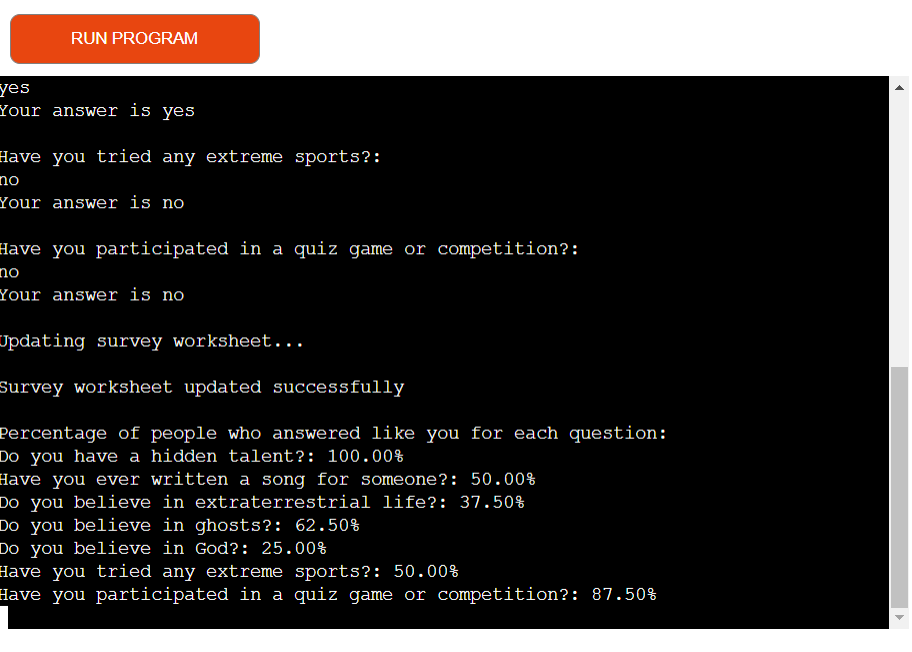 RUN PROGRAM
yes
Your answer is yes
Have you tried any extreme sports?:
no
Your answer is no
Have you participated in a quiz game or competition?:
no
Your answer is no
Updating survey worksheet...
Survey worksheet updated successfully
Percentage of people who answered like you for each question:
Do you have a hidden talent?: 100.00%
Have you ever written a song for someone?: 50.00%
Do you believe in extraterrestrial life?: 37.50%
Do you believe in ghosts?: 62.50%
Do you believe in God?: 25.00%
Have you tried any extreme sports?: 50.00%
Have you participated in a quiz game or competition?: 87.50%